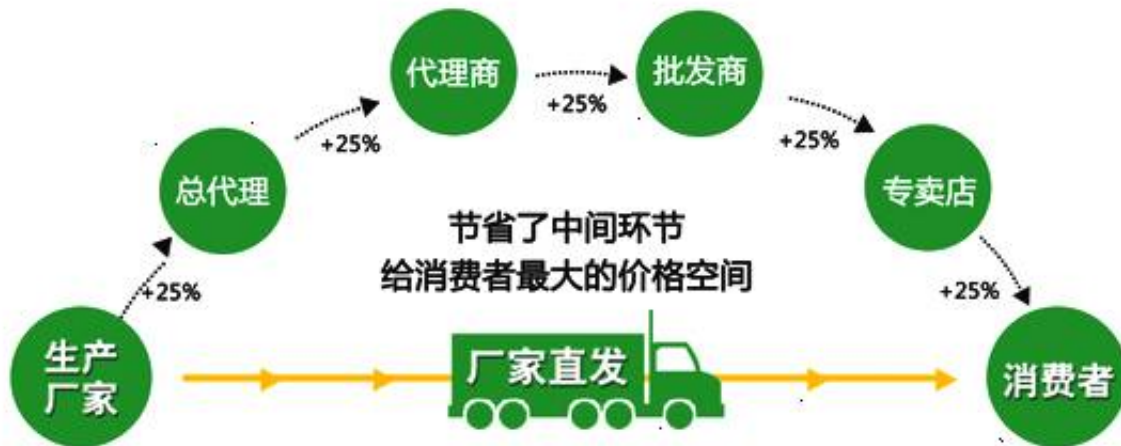 代理商
+25%
批发商
+25%
+25%
总代理
专卖店
节省了中间环节
给消费者最大的价格空间
+25%
+25%
生产
厂家
厂家直发
消费者